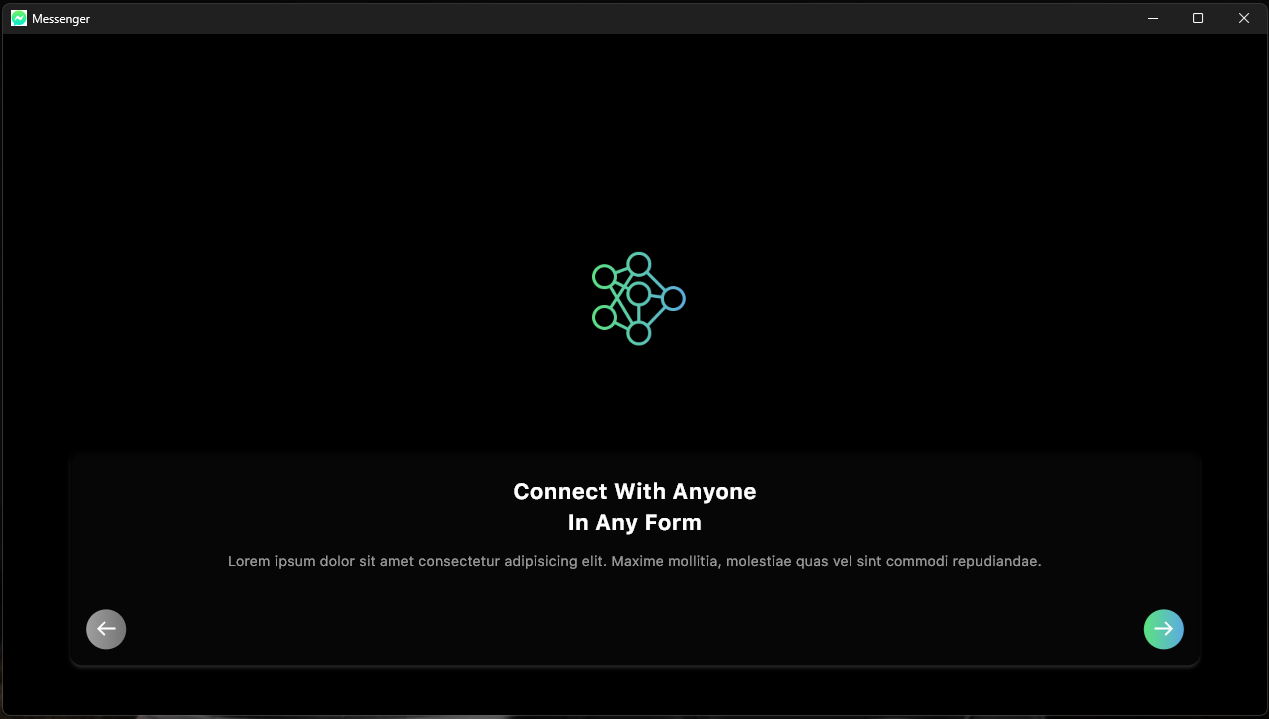 Messenger
Connect With Anyone
In Any Form
Lorem ipsum dolor sit amet consectetur adipisicing elit. Maxime mollitia, molestiae quas vel sint commodi repudiandae.